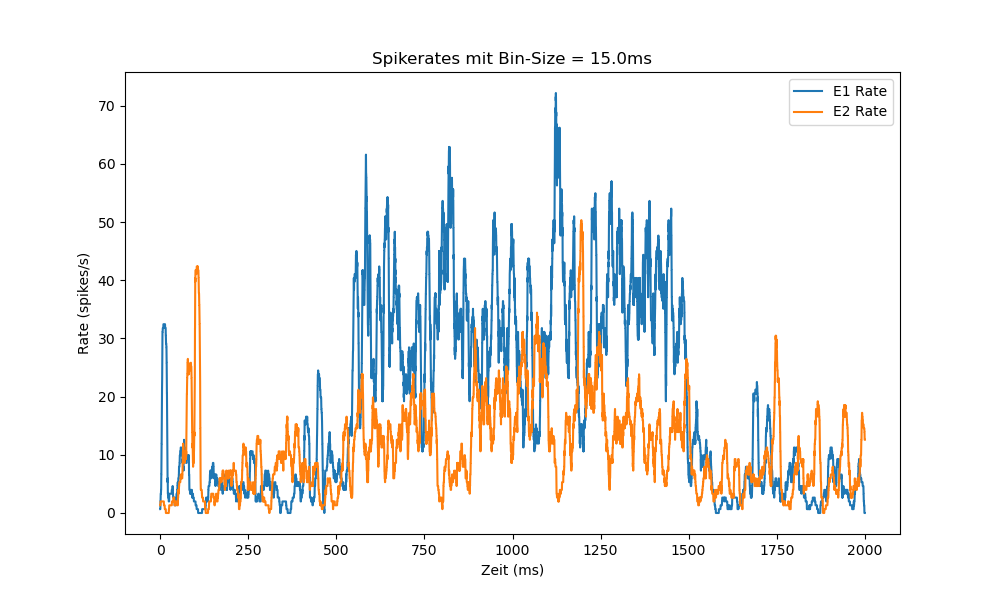 Spikerates mit Bin-Size = 15.0ms
E1 Rate
E2 Rate
70
60
50
40
30
20
10
0
Rate (spikes/s)
0 250 500 750 1000 1250 1500 1750 2000
Zeit (ms)